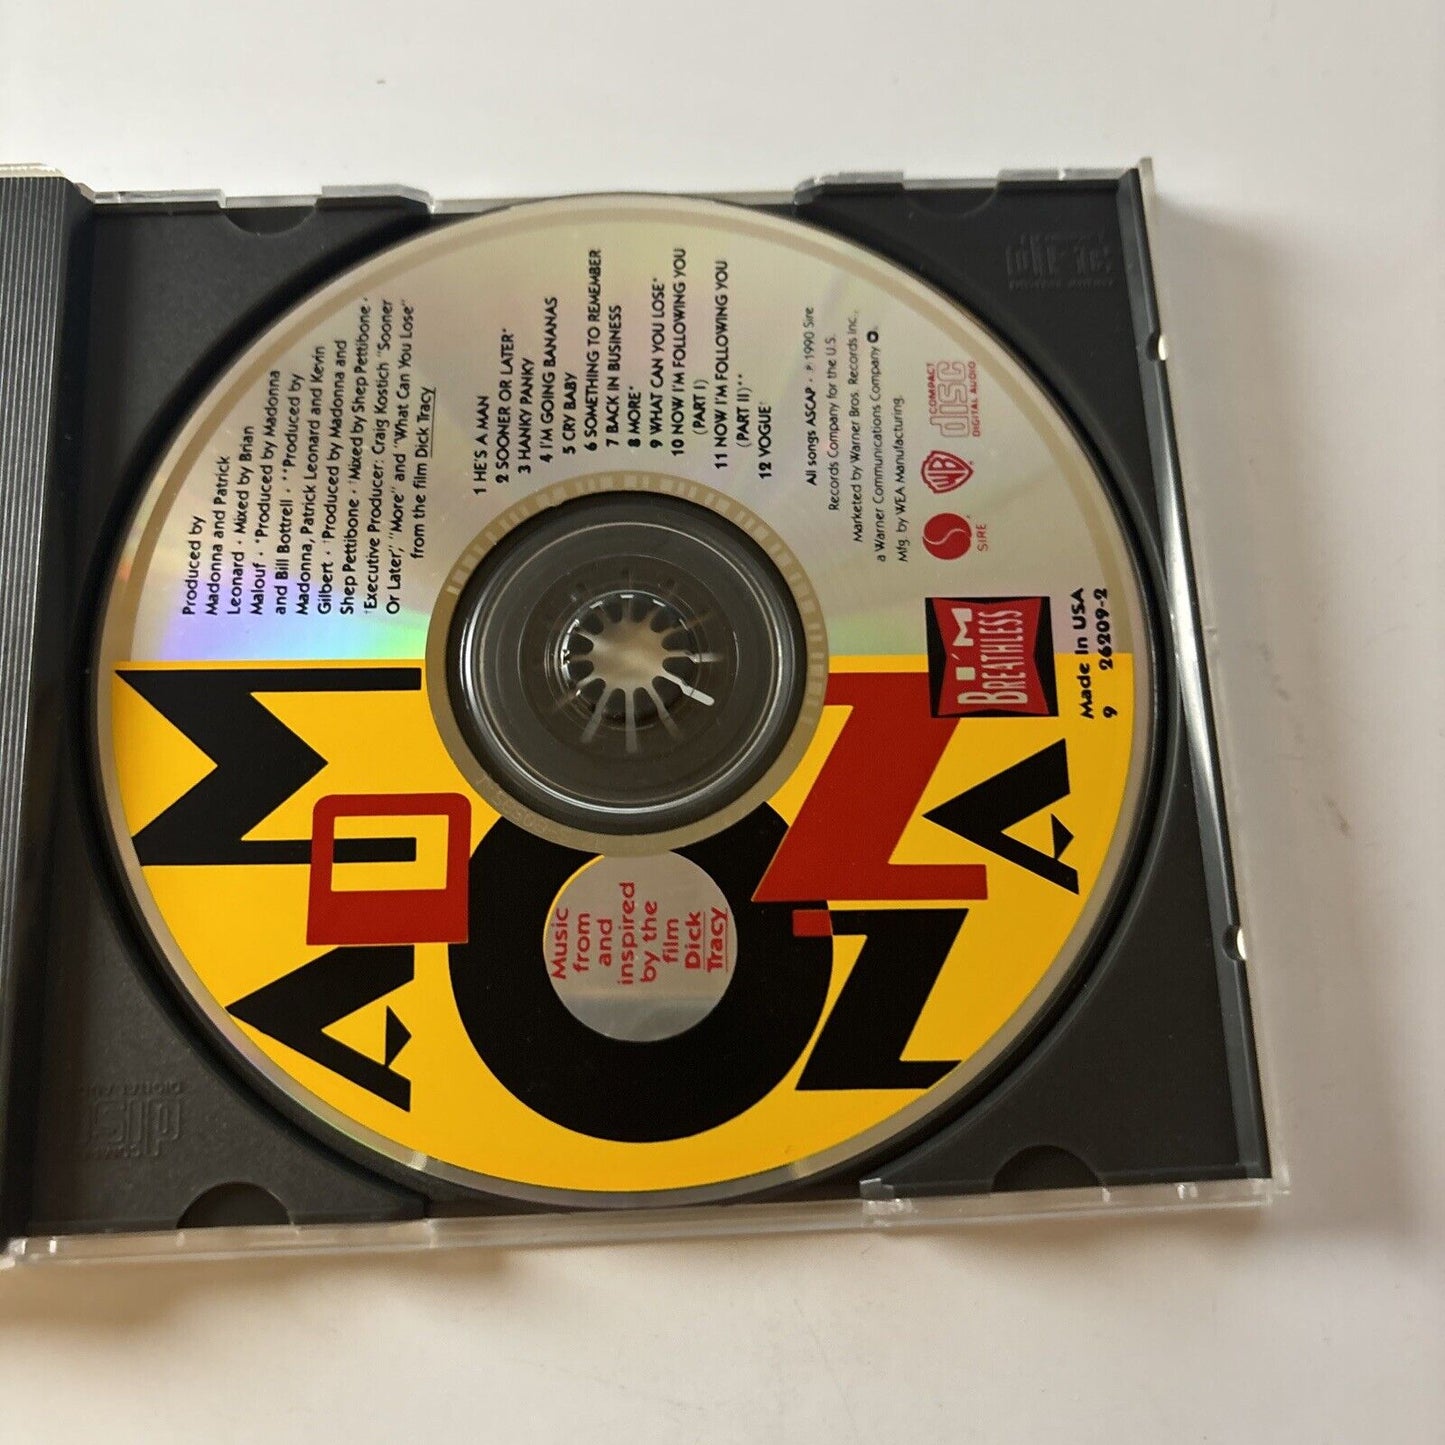 Produced by
Madonna and Patrick
Leonard • Mixed by Brian
Malouf • *Produced by Madonna
and Bill Bottrell • **Produced by
Madonna, Patrick Leonard and Kevin
Gilbert • †Produced by Madonna and
Shep Pettibone • †Mixed by Shep Pettibone •
†Executive Producer: Craig Kostich "Sooner
Or Later," "More" and "What Can You Lose"
from the film Dick Tracy
1 HE'S A MAN
2 SOONER OR LATER*
3 HANKY PANKY
4 I'M GOING BANANAS
5 CRY BABY
6 SOMETHING TO REMEMBER
7 BACK IN BUSINESS
8 MORE*
9 WHAT CAN YOU LOSE*
10 NOW I'M FOLLOWING YOU
(PART I)
11 NOW I'M FOLLOWING YOU
(PART II)**
12 VOGUE†
All songs ASCAP • ℗ 1990 Sire
Records Company for the U.S.
Marketed by Warner Bros. Records Inc.,
a Warner Communications Company
Mfg. by WEA Manufacturing.
SIRE
WB
COMPACT
disc
DIGITAL AUDIO
I'M
BREATHLESS
Made In USA
9 26209-2
MADONNA
Music
from
and
inspired
by the
film
Dick
Tracy